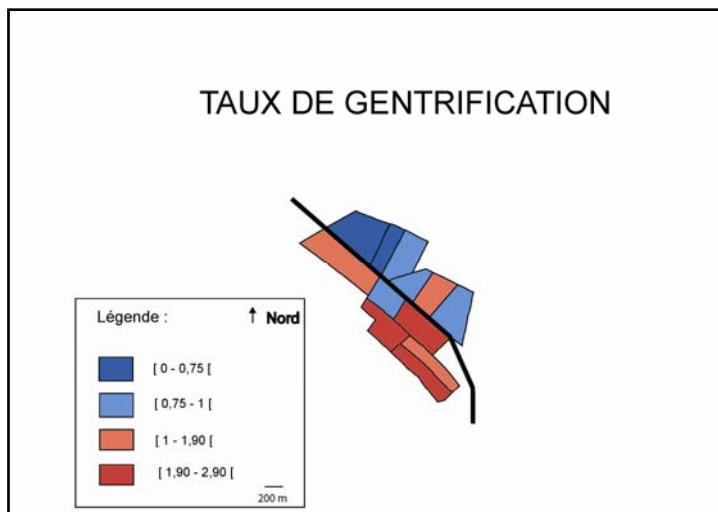 TAUX DE GENTRIFICATION
Légende :
↑ Nord
[ 0 - 0,75 [
[ 0,75 - 1 [
[ 1 - 1,90 [
[ 1,90 - 2,90 [
200 m